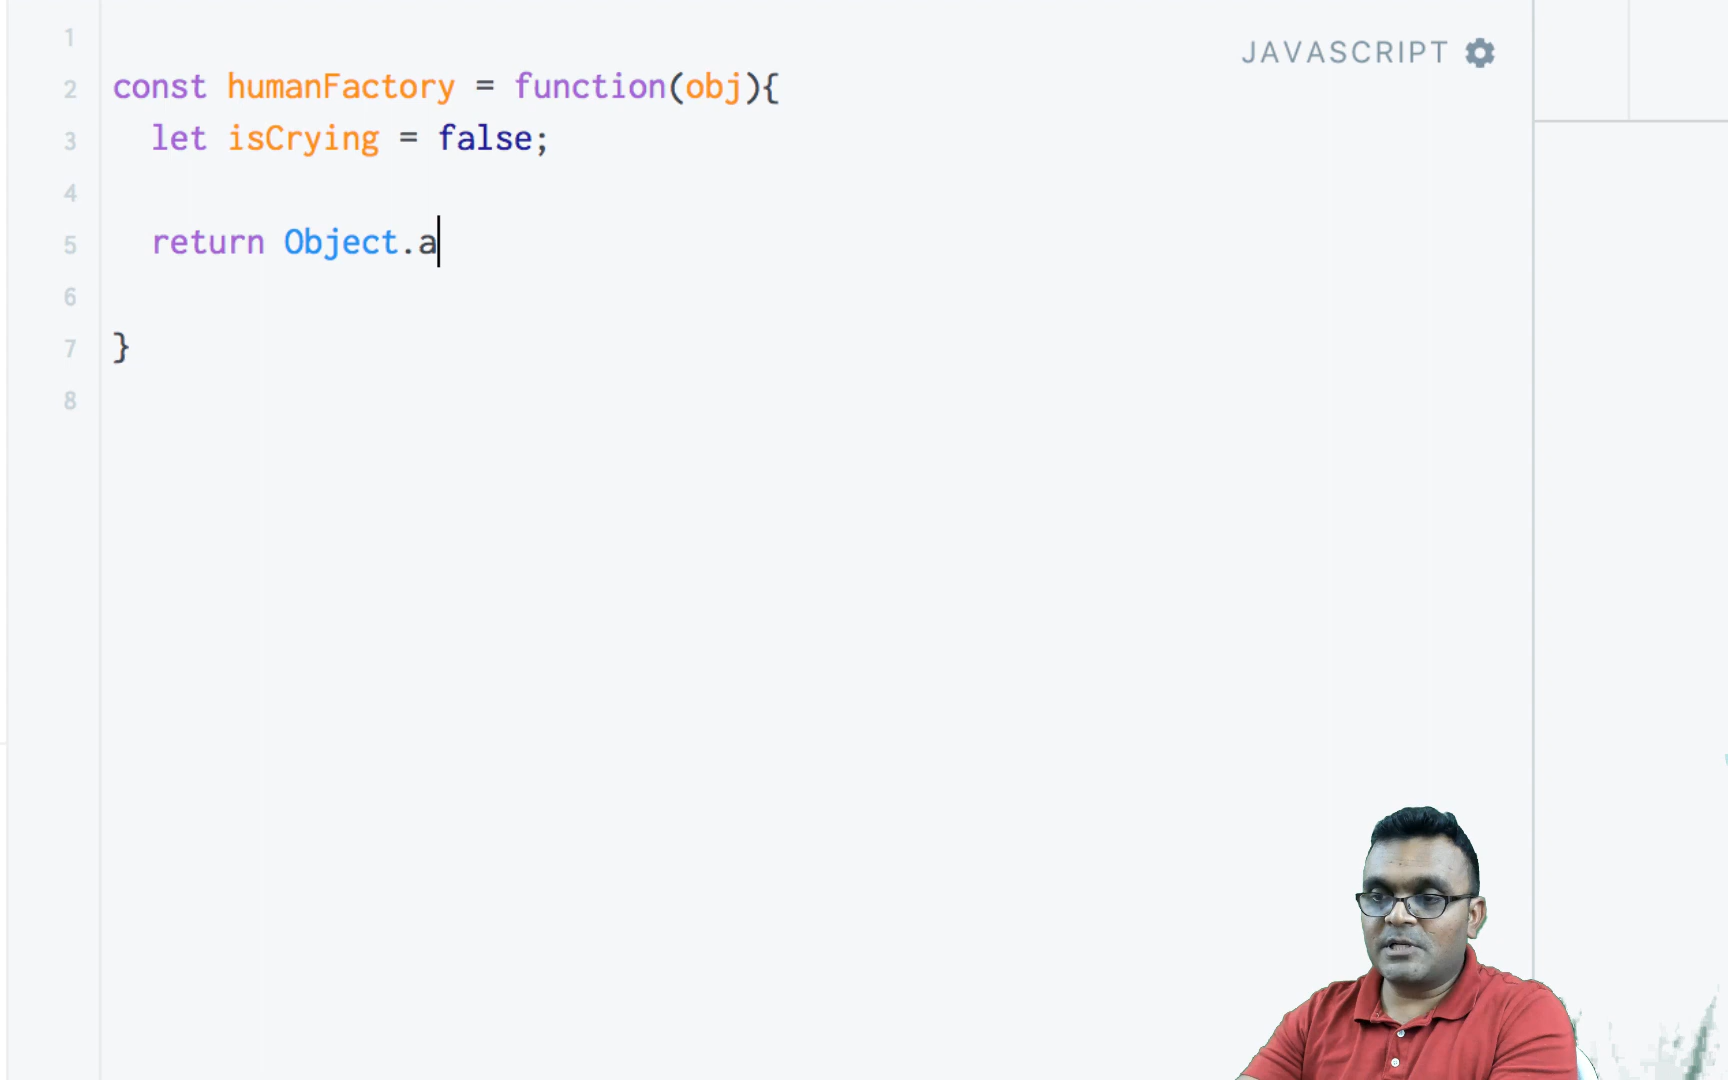 1
JAVASCRIPT
2 const humanFactory = function(obj){
3 let isCrying = false;
4
5 return Object.a
6
7 }
8